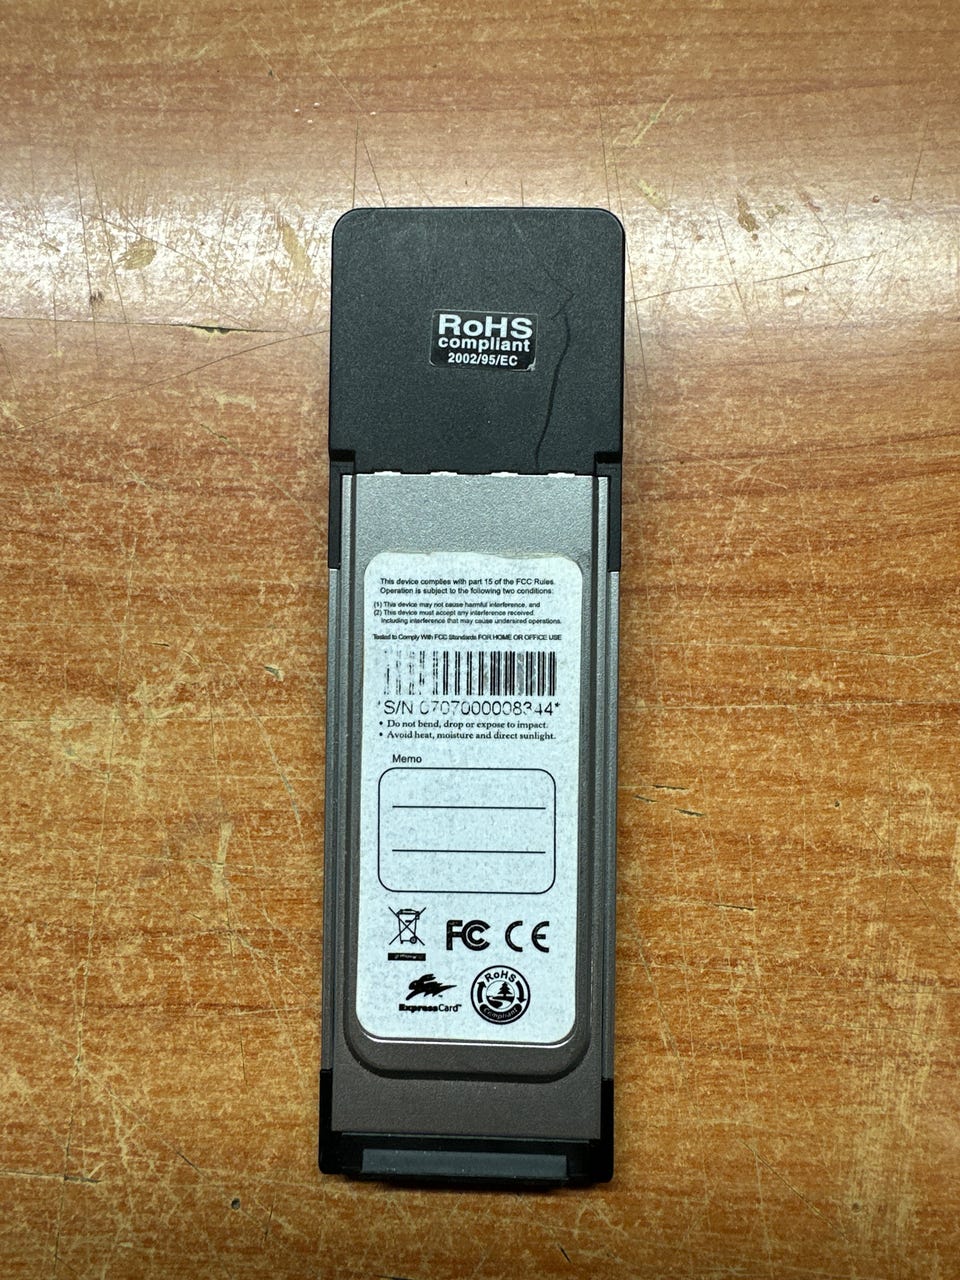 RoHS
compliant
2002/95/EC
This device complies with part 15 of the FCC Rules.
Operation is subject to the following two conditions:
(1) This device may not cause harmful interference, and
(2) This device must accept any interference received.
Including interference that may cause undersired operations.
Tested to Comply With FCC Standards FOR HOME OR OFFICE USE
*S/N 0707000008344*
• Do not bend, drop or expose to impact.
• Avoid heat, moisture and direct sunlight.
Memo
FC CE
ExpressCard™
RoHS
Compliant